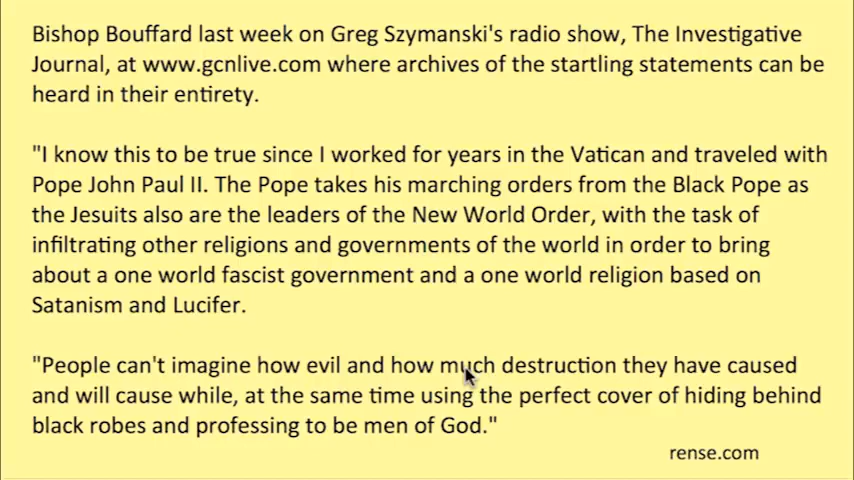 Bishop Bouffard last week on Greg Szymanski's radio show, The Investigative
Journal, at www.gcnlive.com where archives of the startling statements can be
heard in their entirety.
"I know this to be true since I worked for years in the Vatican and traveled with
Pope John Paul II. The Pope takes his marching orders from the Black Pope as
the Jesuits also are the leaders of the New World Order, with the task of
infiltrating other religions and governments of the world in order to bring
about a one world fascist government and a one world religion based on
Satanism and Lucifer.
"People can't imagine how evil and how much destruction they have caused
and will cause while, at the same time using the perfect cover of hiding behind
black robes and professing to be men of God."
rense.com